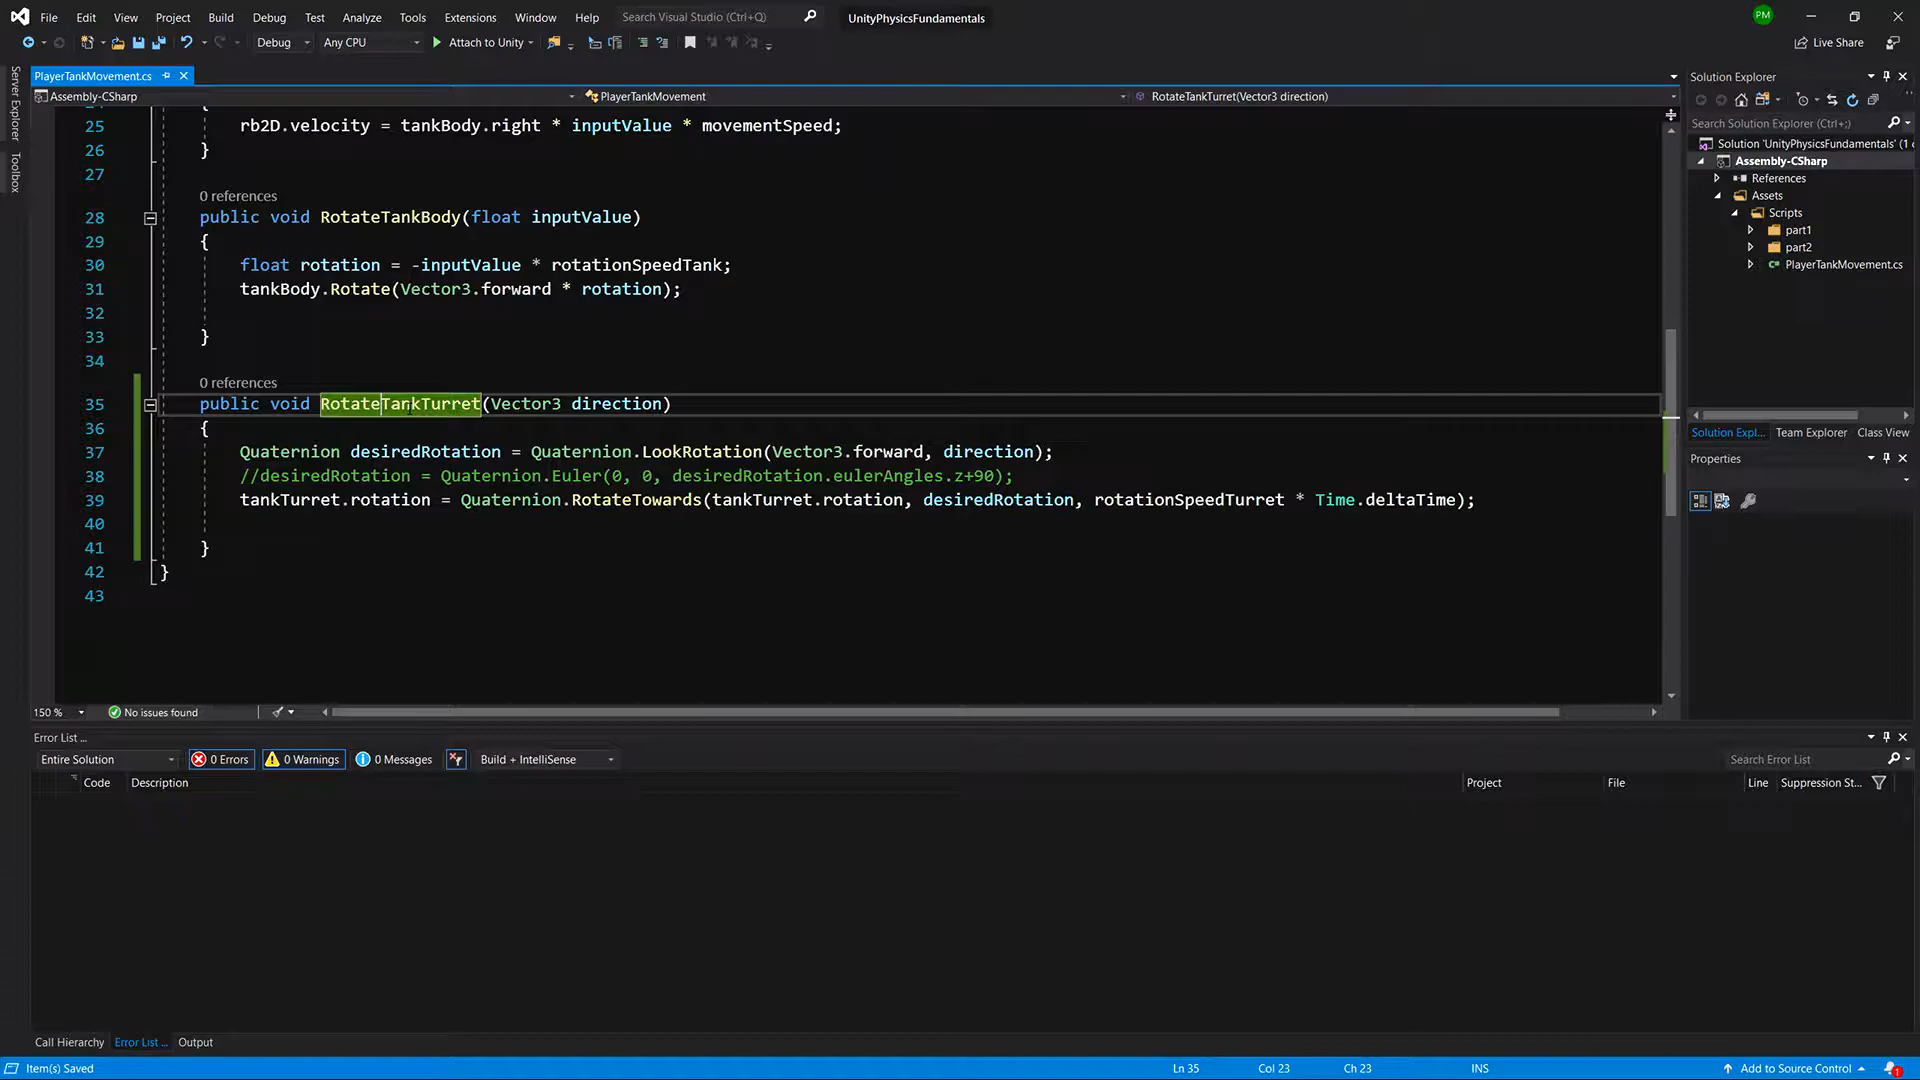 File Edit View Project Build Debug Test Analyze Tools Extensions Window Help Search Visual Studio (Ctrl+Q) UnityPhysicsFundamentals PM
Debug Any CPU Attach to Unity Live Share
Server Explorer
Toolbox
PlayerTankMovement.cs
Assembly-CSharp PlayerTankMovement RotateTankTurret(Vector3 direction)
24 {
25 rb2D.velocity = tankBody.right * inputValue * movementSpeed;
26 }
27
0 references
28 public void RotateTankBody(float inputValue)
29 {
30 float rotation = -inputValue * rotationSpeedTank;
31 tankBody.Rotate(Vector3.forward * rotation);
32
33 }
34
0 references
35 public void RotateTankTurret(Vector3 direction)
36 {
37 Quaternion desiredRotation = Quaternion.LookRotation(Vector3.forward, direction);
38 //desiredRotation = Quaternion.Euler(0, 0, desiredRotation.eulerAngles.z+90);
39 tankTurret.rotation = Quaternion.RotateTowards(tankTurret.rotation, desiredRotation, rotationSpeedTurret * Time.deltaTime);
40
41 }
42 }
43
150 % No issues found
Solution Explorer
Search Solution Explorer (Ctrl+;)
Solution 'UnityPhysicsFundamentals' (1 
Assembly-CSharp
References
Assets
Scripts
part1
part2
PlayerTankMovement.cs
Solution Expl... Team Explorer Class View
Properties
Error List ...
Entire Solution 0 Errors 0 Warnings 0 Messages Build + IntelliSense Search Error List
Code Description Project File Line Suppression St...
Call Hierarchy Error List ... Output
Item(s) Saved Ln 35 Col 23 Ch 23 INS Add to Source Control 1